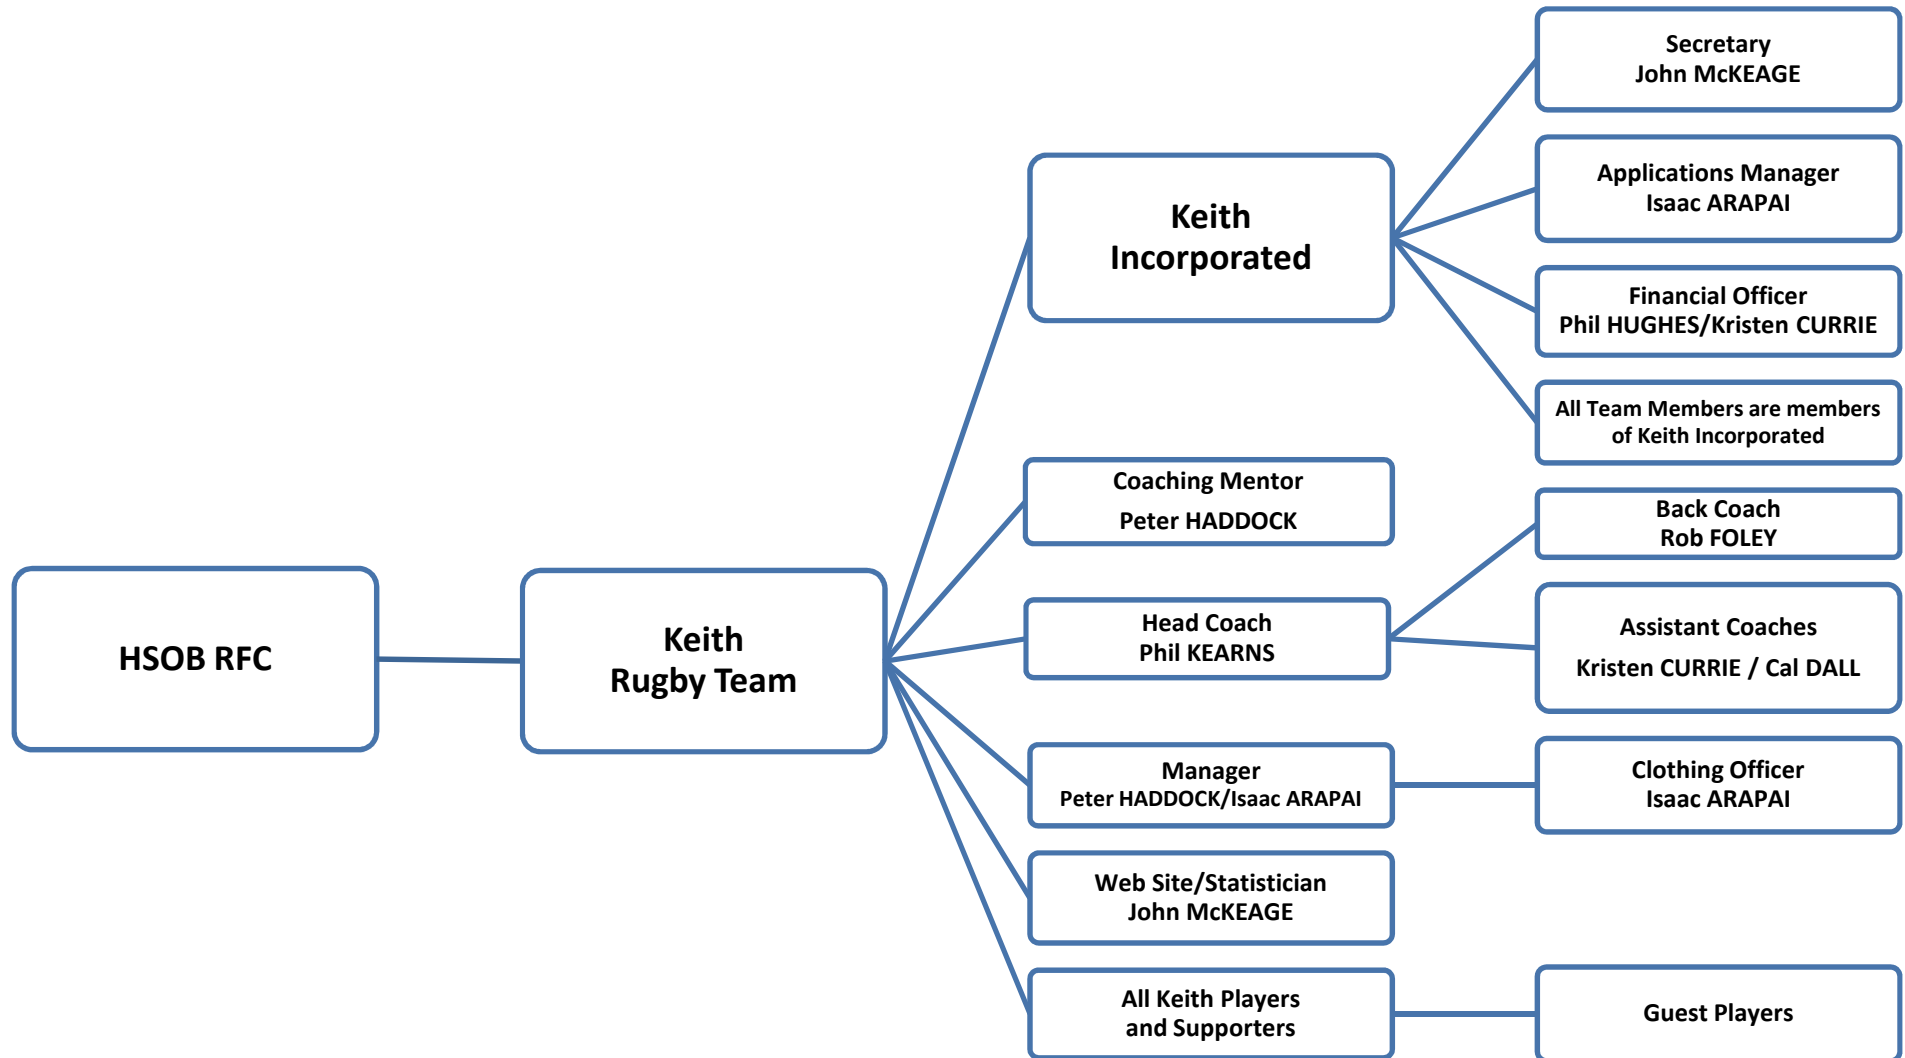 HSOB RFC
Keith
Rugby Team
Keith
Incorporated
Secretary
John McKEAGE
Applications Manager
Isaac ARAPAI
Financial Officer
Phil HUGHES/Kristen CURRIE
All Team Members are members
of Keith Incorporated
Coaching Mentor
Peter HADDOCK
Head Coach
Phil KEARNS
Back Coach
Rob FOLEY
Assistant Coaches
Kristen CURRIE / Cal DALL
Manager
Peter HADDOCK/Isaac ARAPAI
Clothing Officer
Isaac ARAPAI
Web Site/Statistician
John McKEAGE
All Keith Players
and Supporters
Guest Players